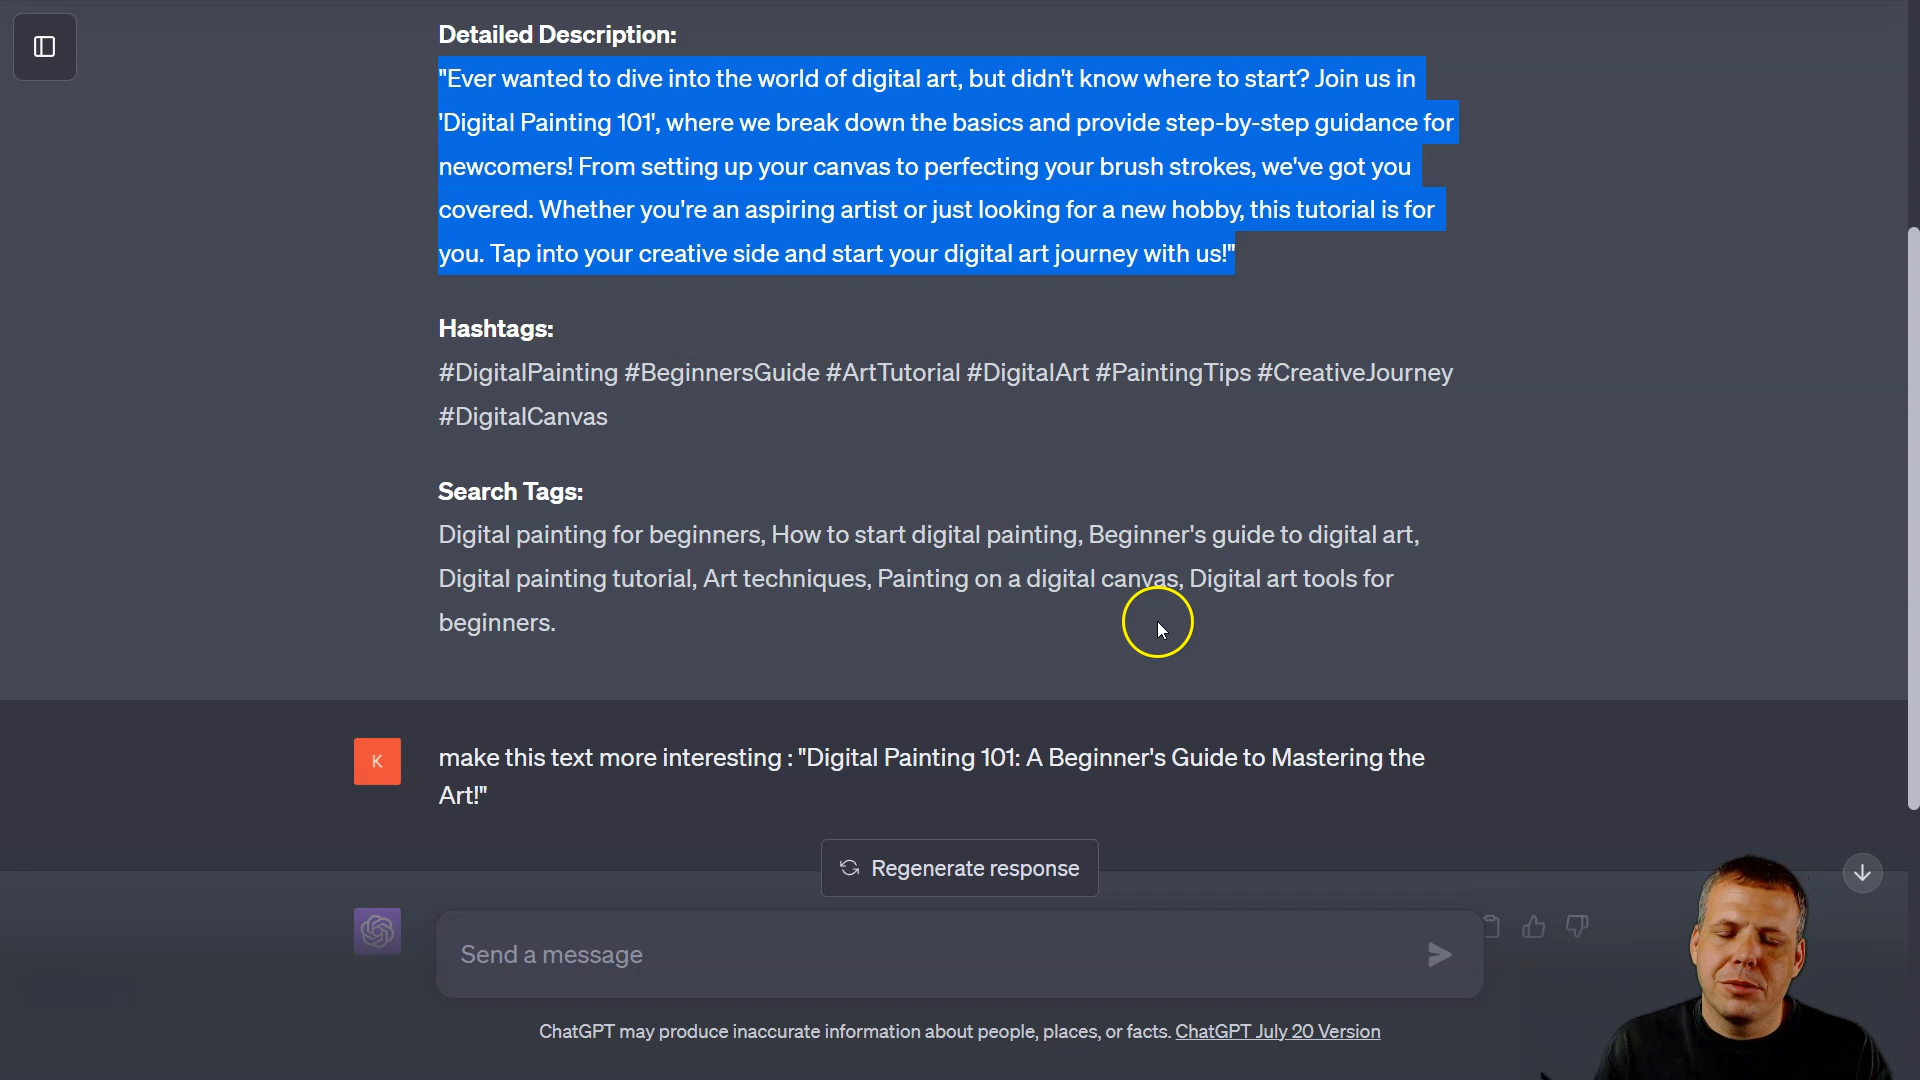 Detailed Description:
"Ever wanted to dive into the world of digital art, but didn't know where to start? Join us in
'Digital Painting 101', where we break down the basics and provide step-by-step guidance for
newcomers! From setting up your canvas to perfecting your brush strokes, we've got you
covered. Whether you're an aspiring artist or just looking for a new hobby, this tutorial is for
you. Tap into your creative side and start your digital art journey with us!"
Hashtags:
#DigitalPainting #BeginnersGuide #ArtTutorial #DigitalArt #PaintingTips #CreativeJourney
#DigitalCanvas
Search Tags:
Digital painting for beginners, How to start digital painting, Beginner's guide to digital art,
Digital painting tutorial, Art techniques, Painting on a digital canvas, Digital art tools for
beginners.
K
make this text more interesting : "Digital Painting 101: A Beginner's Guide to Mastering the
Art!"
Regenerate response
Send a message
ChatGPT may produce inaccurate information about people, places, or facts. ChatGPT July 20 Version